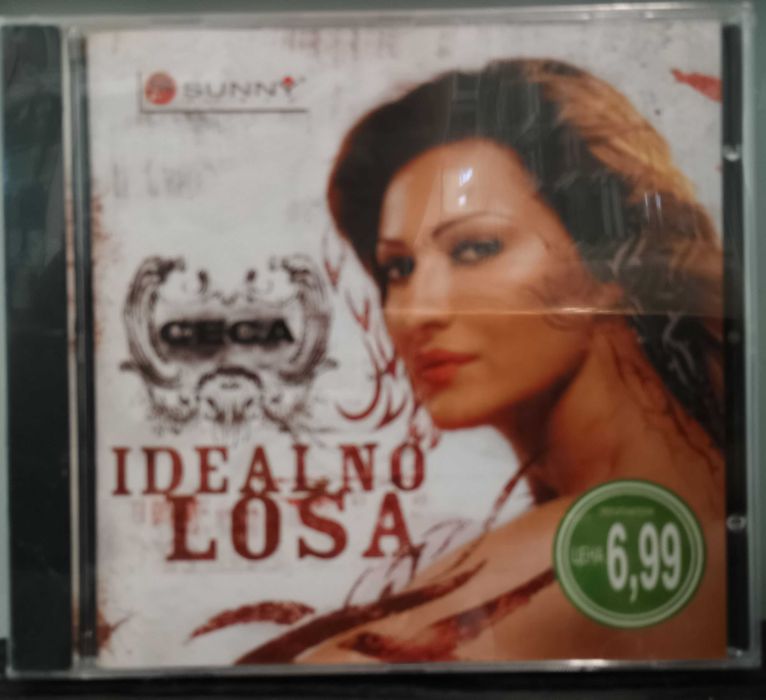 SUNNY
CECA
IDEALNO
LOŠA
ЦЕНА 6,99